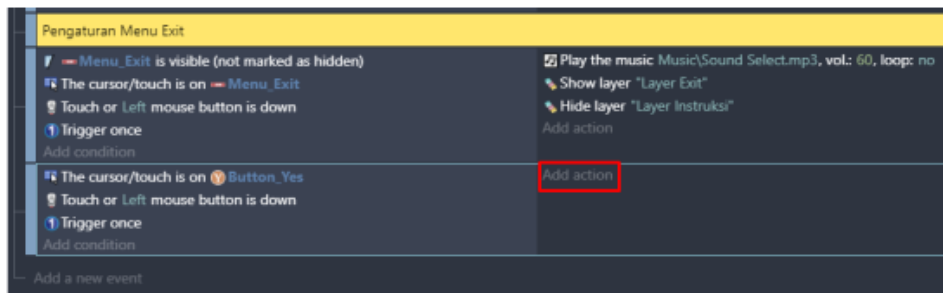 Pengaturan Menu Exit
Menu_Exit is visible (not marked as hidden)
Play the music Music\Sound Select.mp3, vol.: 60, loop: no
The cursor/touch is on Menu_Exit
Show layer "Layer Exit"
Touch or Left mouse button is down
Hide layer "Layer Instruksi"
Trigger once
Add action
Add condition
The cursor/touch is on Button_Yes
Add action
Touch or Left mouse button is down
Trigger once
Add condition
Add a new event